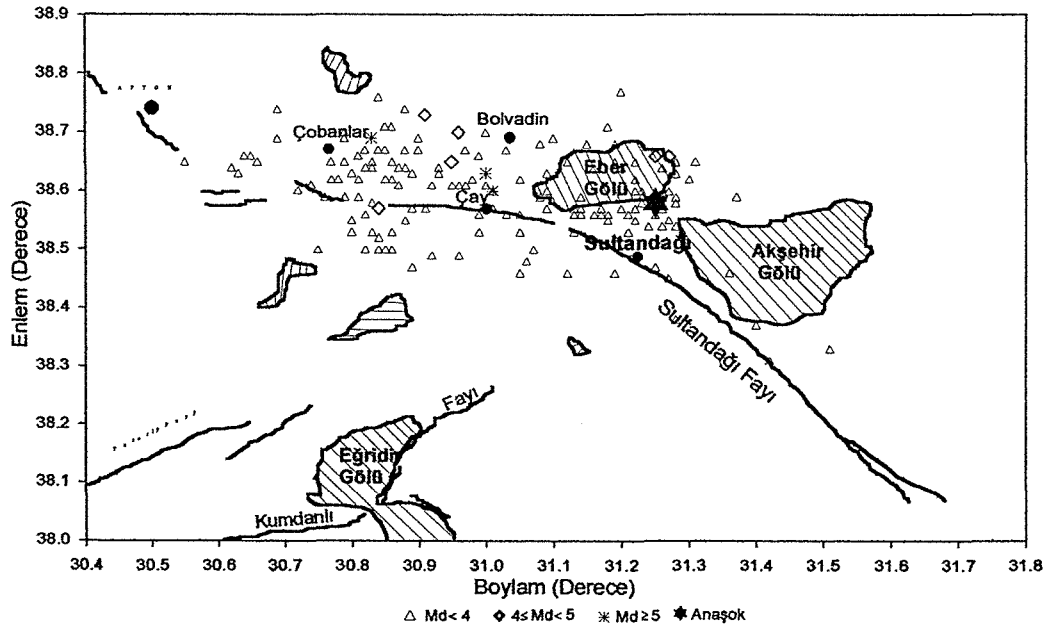 38.9
38.8
38.7
38.6
38.5
38.4
38.3
38.2
38.1
38.0
Enlem (Derece)
Çobanlar
Bolvadin
Çay
Eber
Gölü
Sultandağı
Akşehir
Gölü
Sultandağı Fayı
Fayı
Eğridir
Gölü
Kumdanlı
30.4 30.5 30.6 30.7 30.8 30.9 31.0 31.1 31.2 31.3 31.4 31.5 31.6 31.7 31.8
Boylam (Derece)
Md < 4 4≤ Md< 5 Md ≥ 5 Anaşok